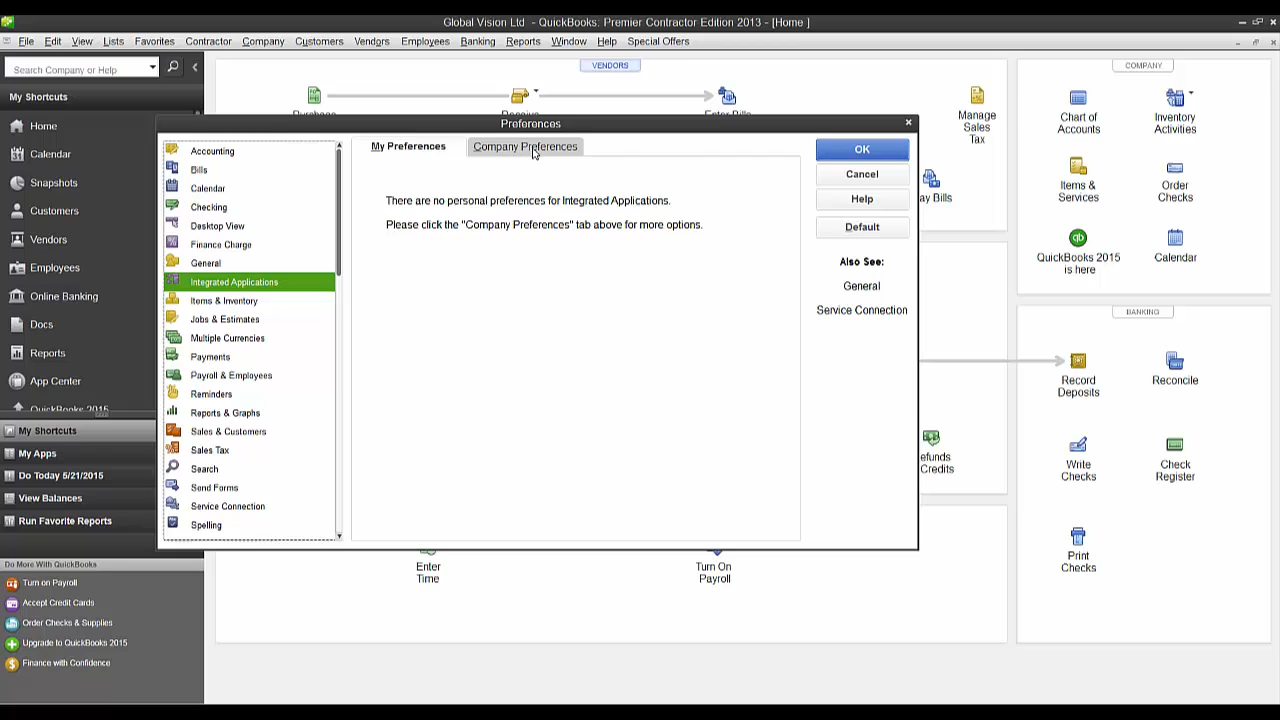 Global Vision Ltd - QuickBooks: Premier Contractor Edition 2013 - [Home ]
File Edit View Lists Favorites Contractor Company Customers Vendors Employees Banking Reports Window Help Special Offers
Search Company or Help
My Shortcuts
Home
Calendar
Snapshots
Customers
Vendors
Employees
Online Banking
Docs
Reports
App Center
QuickBooks 2015
My Shortcuts
My Apps
Do Today 5/21/2015
View Balances
Run Favorite Reports
Do More With QuickBooks
Turn on Payroll
Accept Credit Cards
Order Checks & Supplies
Upgrade to QuickBooks 2015
Finance with Confidence
VENDORS
Manage
Sales
Tax
ay Bills
efunds
Credits
Enter
Time
Turn On
Payroll
Preferences
Accounting
Bills
Calendar
Checking
Desktop View
Finance Charge
General
Integrated Applications
Items & Inventory
Jobs & Estimates
Multiple Currencies
Payments
Payroll & Employees
Reminders
Reports & Graphs
Sales & Customers
Sales Tax
Search
Send Forms
Service Connection
Spelling
My Preferences
Company Preferences
There are no personal preferences for Integrated Applications.
Please click the "Company Preferences" tab above for more options.
OK
Cancel
Help
Default
Also See:
General
Service Connection
COMPANY
Chart of
Accounts
Inventory
Activities
Items &
Services
Order
Checks
qb
QuickBooks 2015
is here
Calendar
BANKING
Record
Deposits
Reconcile
Write
Checks
Check
Register
Print
Checks